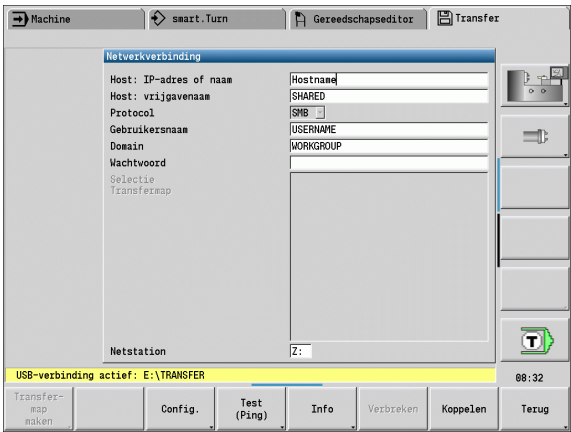 Machine
smart.Turn
Gereedschapseditor
Transfer
Netwerkverbinding
Host: IP-adres of naam
Hostname
Host: vrijgavenaam
SHARED
Protocol
SMB
Gebruikersnaam
USERNAME
Domain
WORKGROUP
Wachtwoord
Selectie
Transfermap
Netstation
Z:
T
USB-verbinding actief: E:\TRANSFER
08:32
Transfer-
map
maken
Config.
Test
(Ping)
Info
Verbreken
Koppelen
Terug